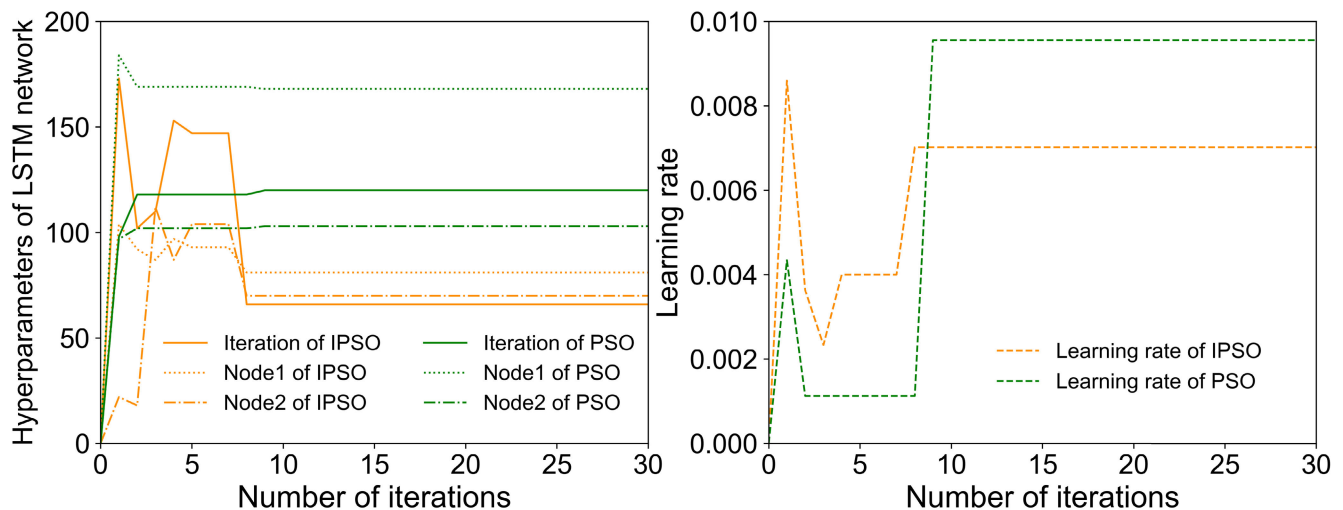 Hyperparameters of LSTM network
200
150
100
50
0
Iteration of IPSO
Node1 of IPSO
Node2 of IPSO
Iteration of PSO
Node1 of PSO
Node2 of PSO
0 5 10 15 20 25 30
Number of iterations
Learning rate
0.010
0.008
0.006
0.004
0.002
0.000
Learning rate of IPSO
Learning rate of PSO
0 5 10 15 20 25 30
Number of iterations